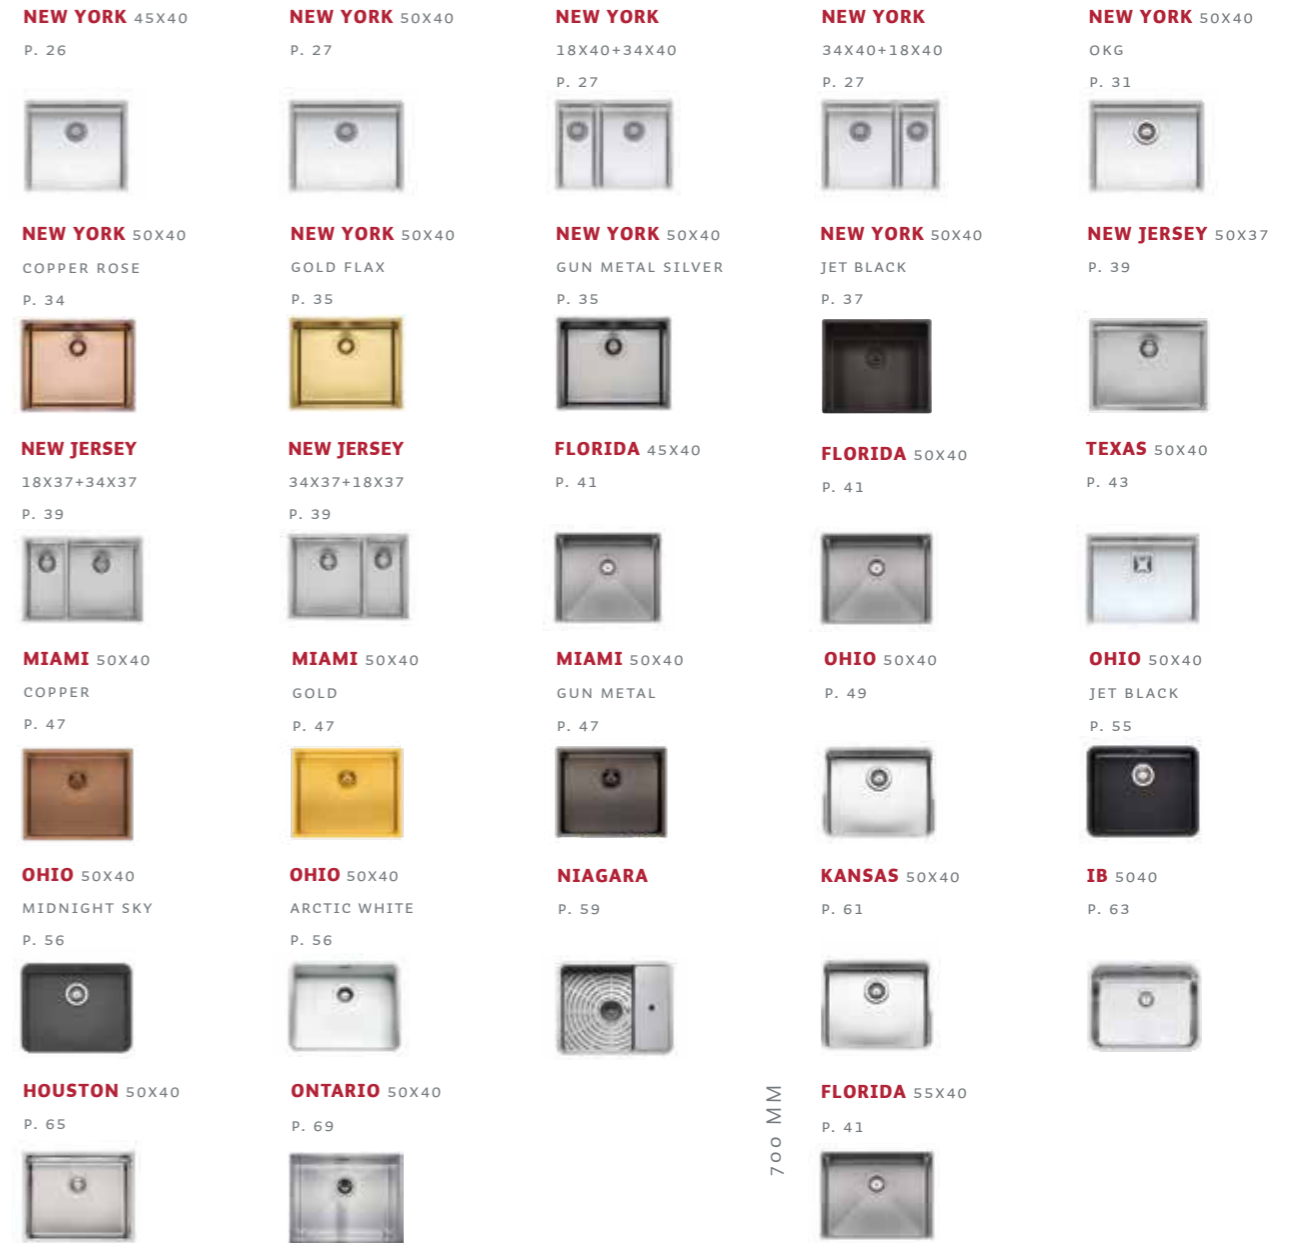 NEW YORK 45X40
P. 26
NEW YORK 50X40
P. 27
NEW YORK
18X40+34X40
P. 27
NEW YORK
34X40+18X40
P. 27
NEW YORK 50X40
OKG
P. 31
NEW YORK 50X40
COPPER ROSE
P. 34
NEW YORK 50X40
GOLD FLAX
P. 35
NEW YORK 50X40
GUN METAL SILVER
P. 35
NEW YORK 50X40
JET BLACK
P. 37
NEW JERSEY 50X37
P. 39
NEW JERSEY
18X37+34X37
P. 39
NEW JERSEY
34X37+18X37
P. 39
FLORIDA 45X40
P. 41
FLORIDA 50X40
P. 41
TEXAS 50X40
P. 43
MIAMI 50X40
COPPER
P. 47
MIAMI 50X40
GOLD
P. 47
MIAMI 50X40
GUN METAL
P. 47
OHIO 50X40
P. 49
OHIO 50X40
JET BLACK
P. 55
OHIO 50X40
MIDNIGHT SKY
P. 56
OHIO 50X40
ARCTIC WHITE
P. 56
NIAGARA
P. 59
KANSAS 50X40
P. 61
IB 5040
P. 63
HOUSTON 50X40
P. 65
ONTARIO 50X40
P. 69
700 MM
FLORIDA 55X40
P. 41